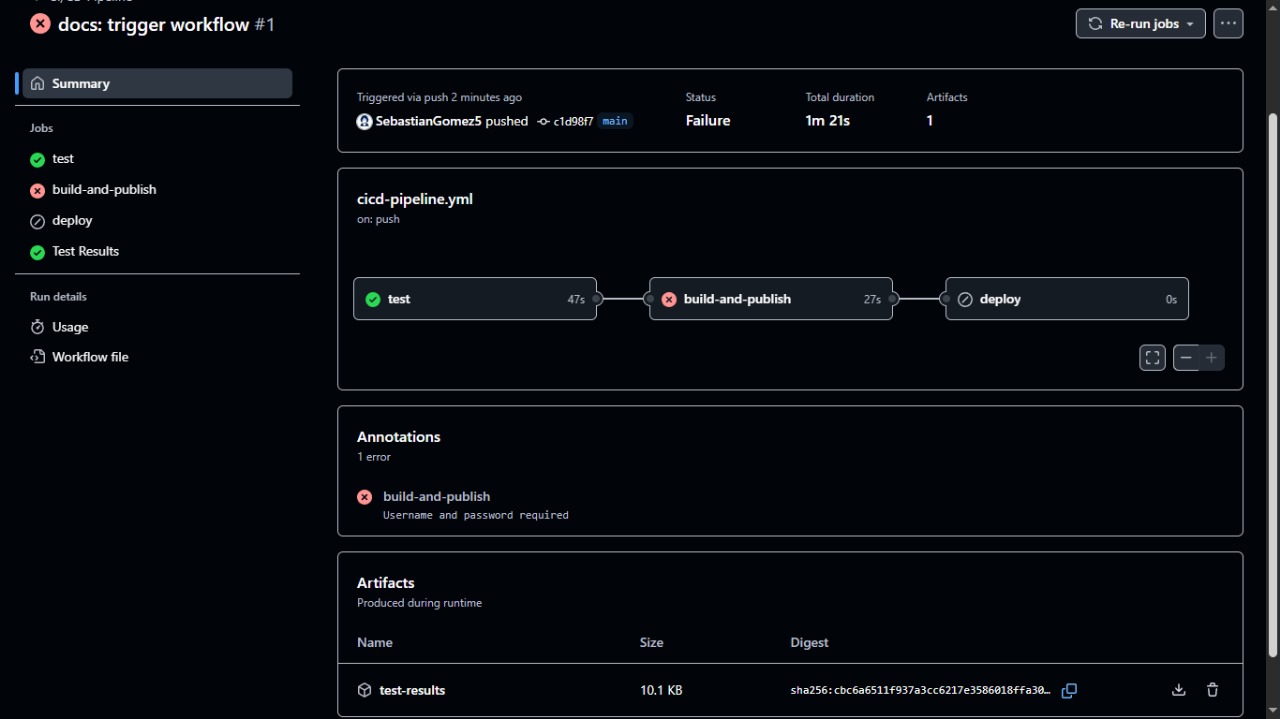 docs: trigger workflow #1
Re-run jobs
Summary
Jobs
test
build-and-publish
deploy
Test Results
Run details
Usage
Workflow file
Triggered via push 2 minutes ago
SebastianGomez5 pushed c1d98f7 main
Status
Failure
Total duration
1m 21s
Artifacts
1
cicd-pipeline.yml
on: push
test 47s
build-and-publish 27s
deploy 0s
Annotations
1 error
build-and-publish
Username and password required
Artifacts
Produced during runtime
Name Size Digest
test-results 10.1 KB sha256:cbc6a6511f937a3cc6217e3586018ffa30…